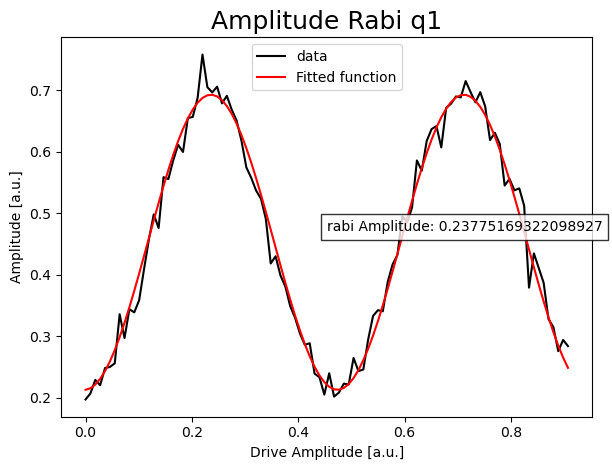 Amplitude Rabi q1
data
Fitted function
rabi Amplitude: 0.23775169322098927
Amplitude [a.u.]
0.7
0.6
0.5
0.4
0.3
0.2
0.0
0.2
0.4
0.6
0.8
Drive Amplitude [a.u.]